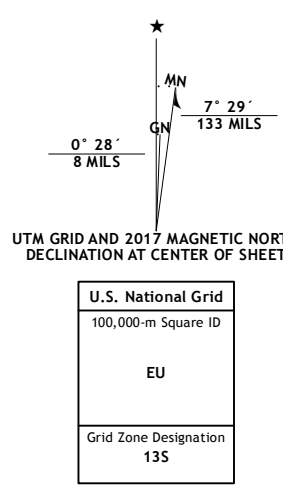 ★
MN
7° 29´
133 MILS
GN
0° 28´
8 MILS
UTM GRID AND 2017 MAGNETIC NORT
DECLINATION AT CENTER OF SHEET
U.S. National Grid
100,000-m Square ID
EU
Grid Zone Designation
13S